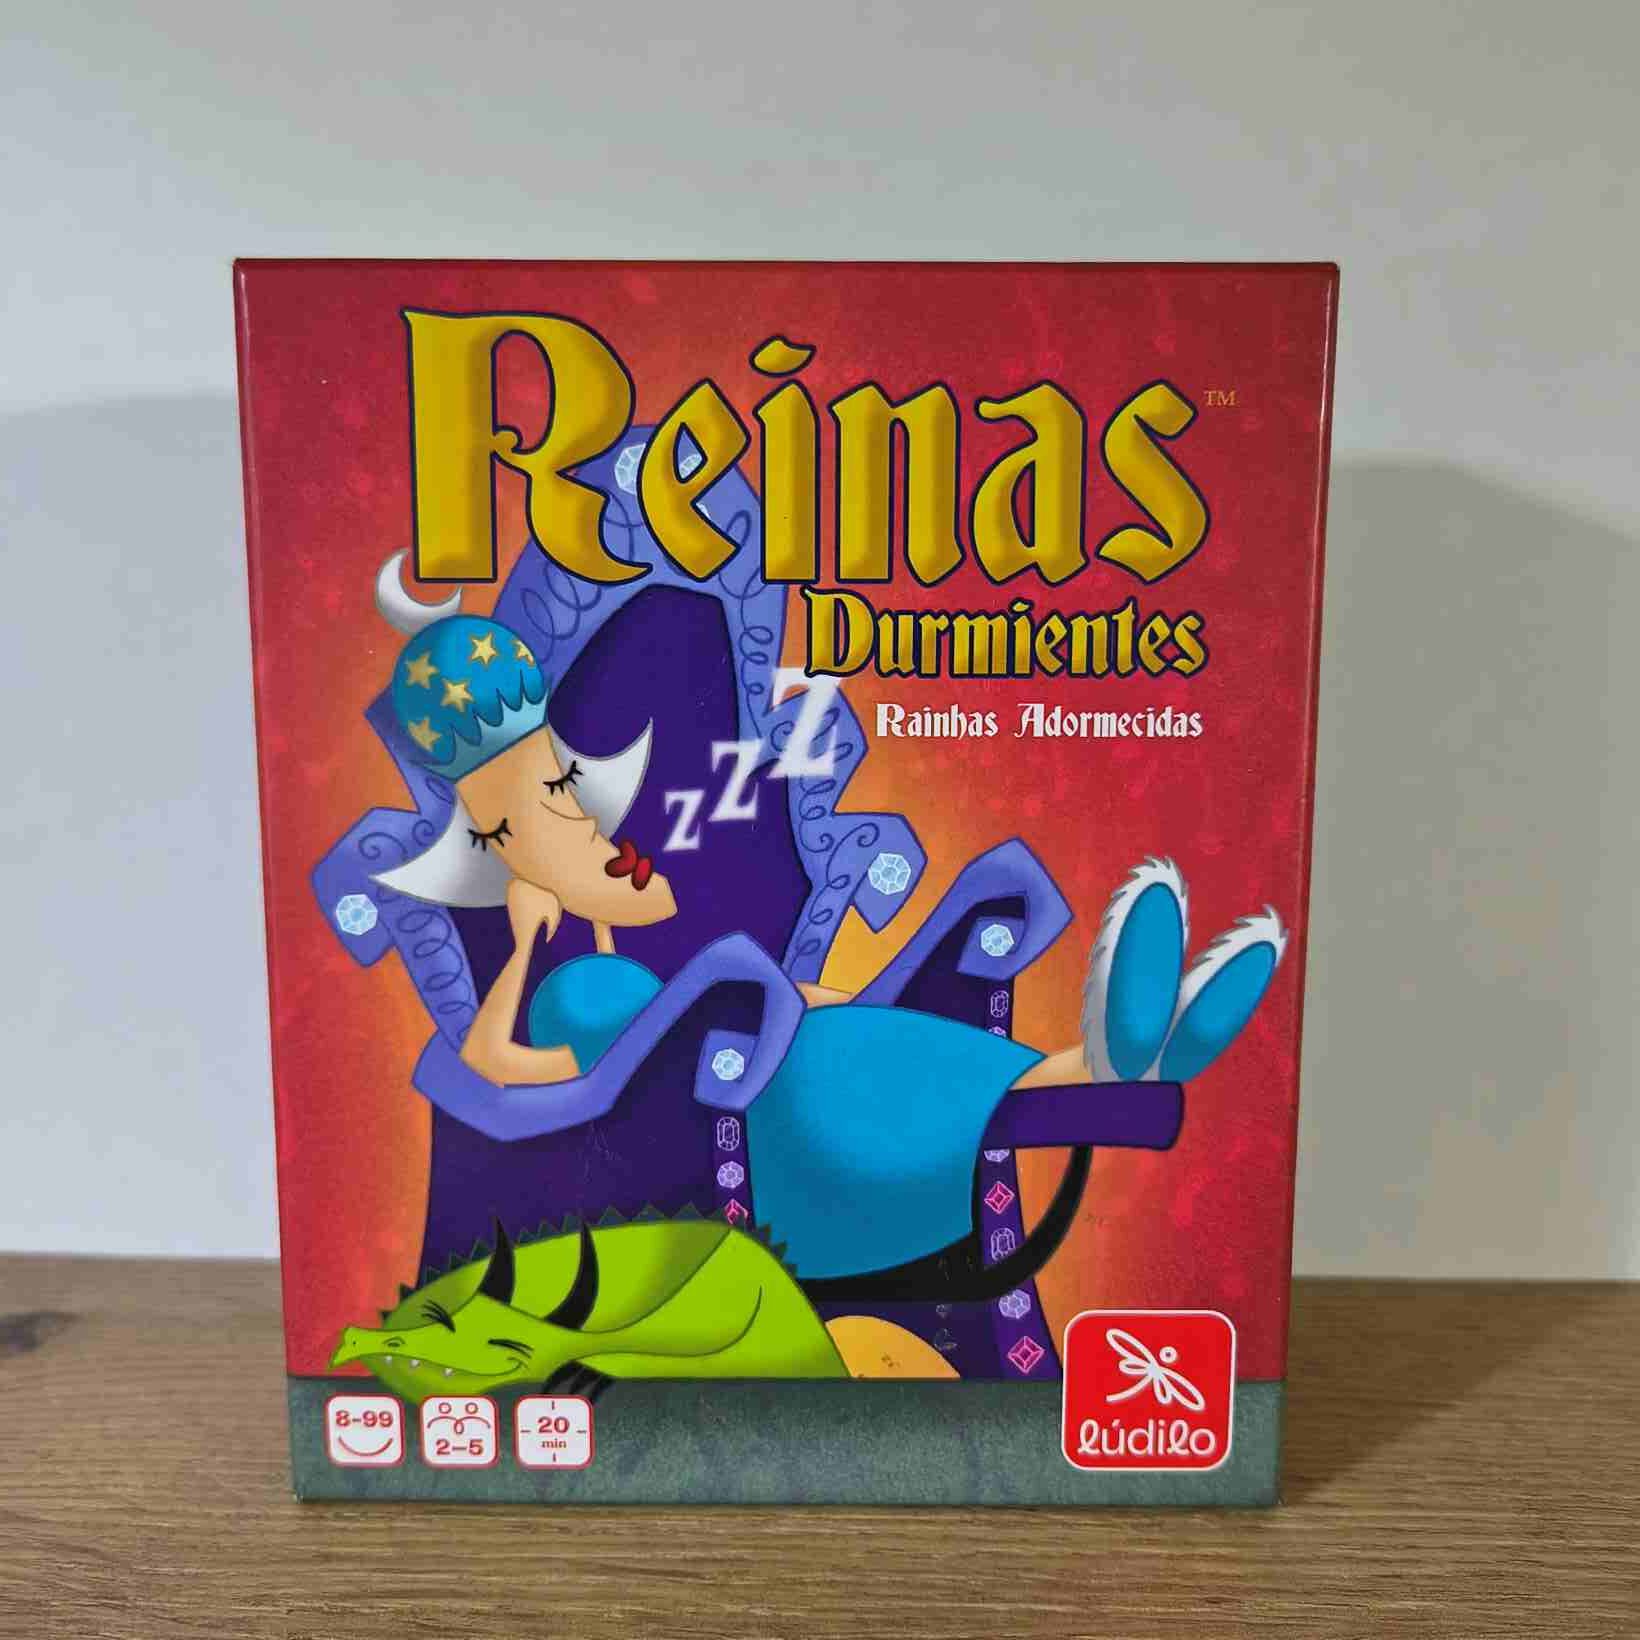 Reinas™
Durmientes
Rainhas Adormecidas
z z Z
8-99
2-5
20
min
lúdilo